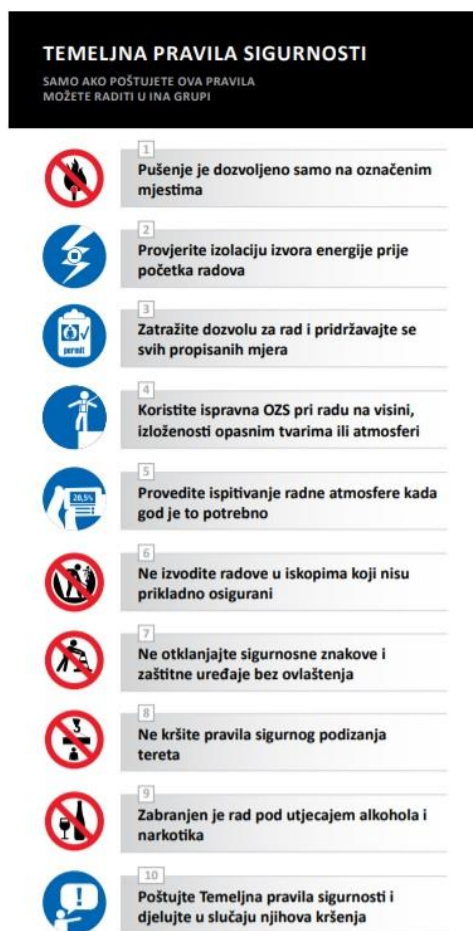 TEMELJNA PRAVILA SIGURNOSTI
SAMO AKO POŠTUJETE OVA PRAVILA
MOŽETE RADITI U INA GRUPI
1
Pušenje je dozvoljeno samo na označenim
mjestima
2
Provjerite izolaciju izvora energije prije
početka radova
3
Zatražite dozvolu za rad i pridržavajte se
svih propisanih mjera
permit
4
Koristite ispravna OZS pri radu na visini,
izloženosti opasnim tvarima ili atmosferi
5
Provedite ispitivanje radne atmosfere kada
god je to potrebno
20,5%
6
Ne izvodite radove u iskopima koji nisu
prikladno osigurani
7
Ne otklanjajte sigurnosne znakove i
zaštitne uređaje bez ovlaštenja
8
Ne kršite pravila sigurnog podizanja
tereta
9
Zabranjen je rad pod utjecajem alkohola i
narkotika
10
Poštujte Temeljna pravila sigurnosti i
djelujte u slučaju njihova kršenja
!